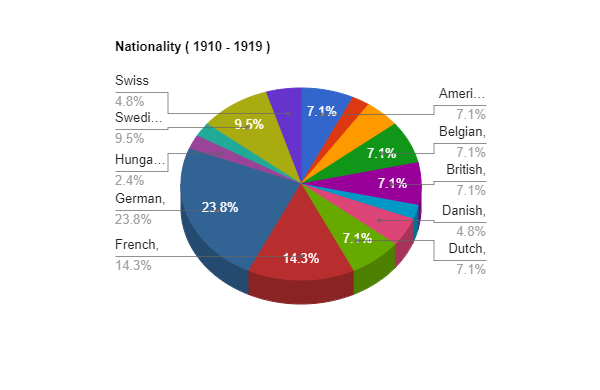 Nationality ( 1910 - 1919 )
Swiss
4.8%
Swedi...
9.5%
Hunga...
2.4%
German,
23.8%
French,
14.3%
Ameri...
7.1%
Belgian,
7.1%
British,
7.1%
Danish,
4.8%
Dutch,
7.1%
7.1%
7.1%
7.1%
7.1%
14.3%
23.8%
9.5%